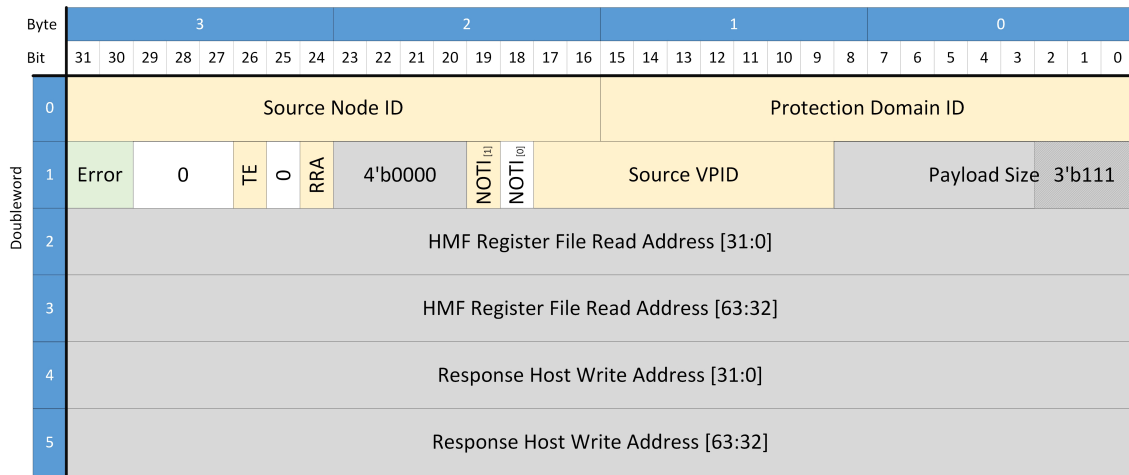 Byte 3 2 1 0
Bit 31 30 29 28 27 26 25 24 23 22 21 20 19 18 17 16 15 14 13 12 11 10 9 8 7 6 5 4 3 2 1 0
Doubleword
0 Source Node ID Protection Domain ID
1 Error 0 TE 0 RRA 4'b0000 NOTI[1] NOTI[0] Source VPID Payload Size 3'b111
2 HMF Register File Read Address [31:0]
3 HMF Register File Read Address [63:32]
4 Response Host Write Address [31:0]
5 Response Host Write Address [63:32]